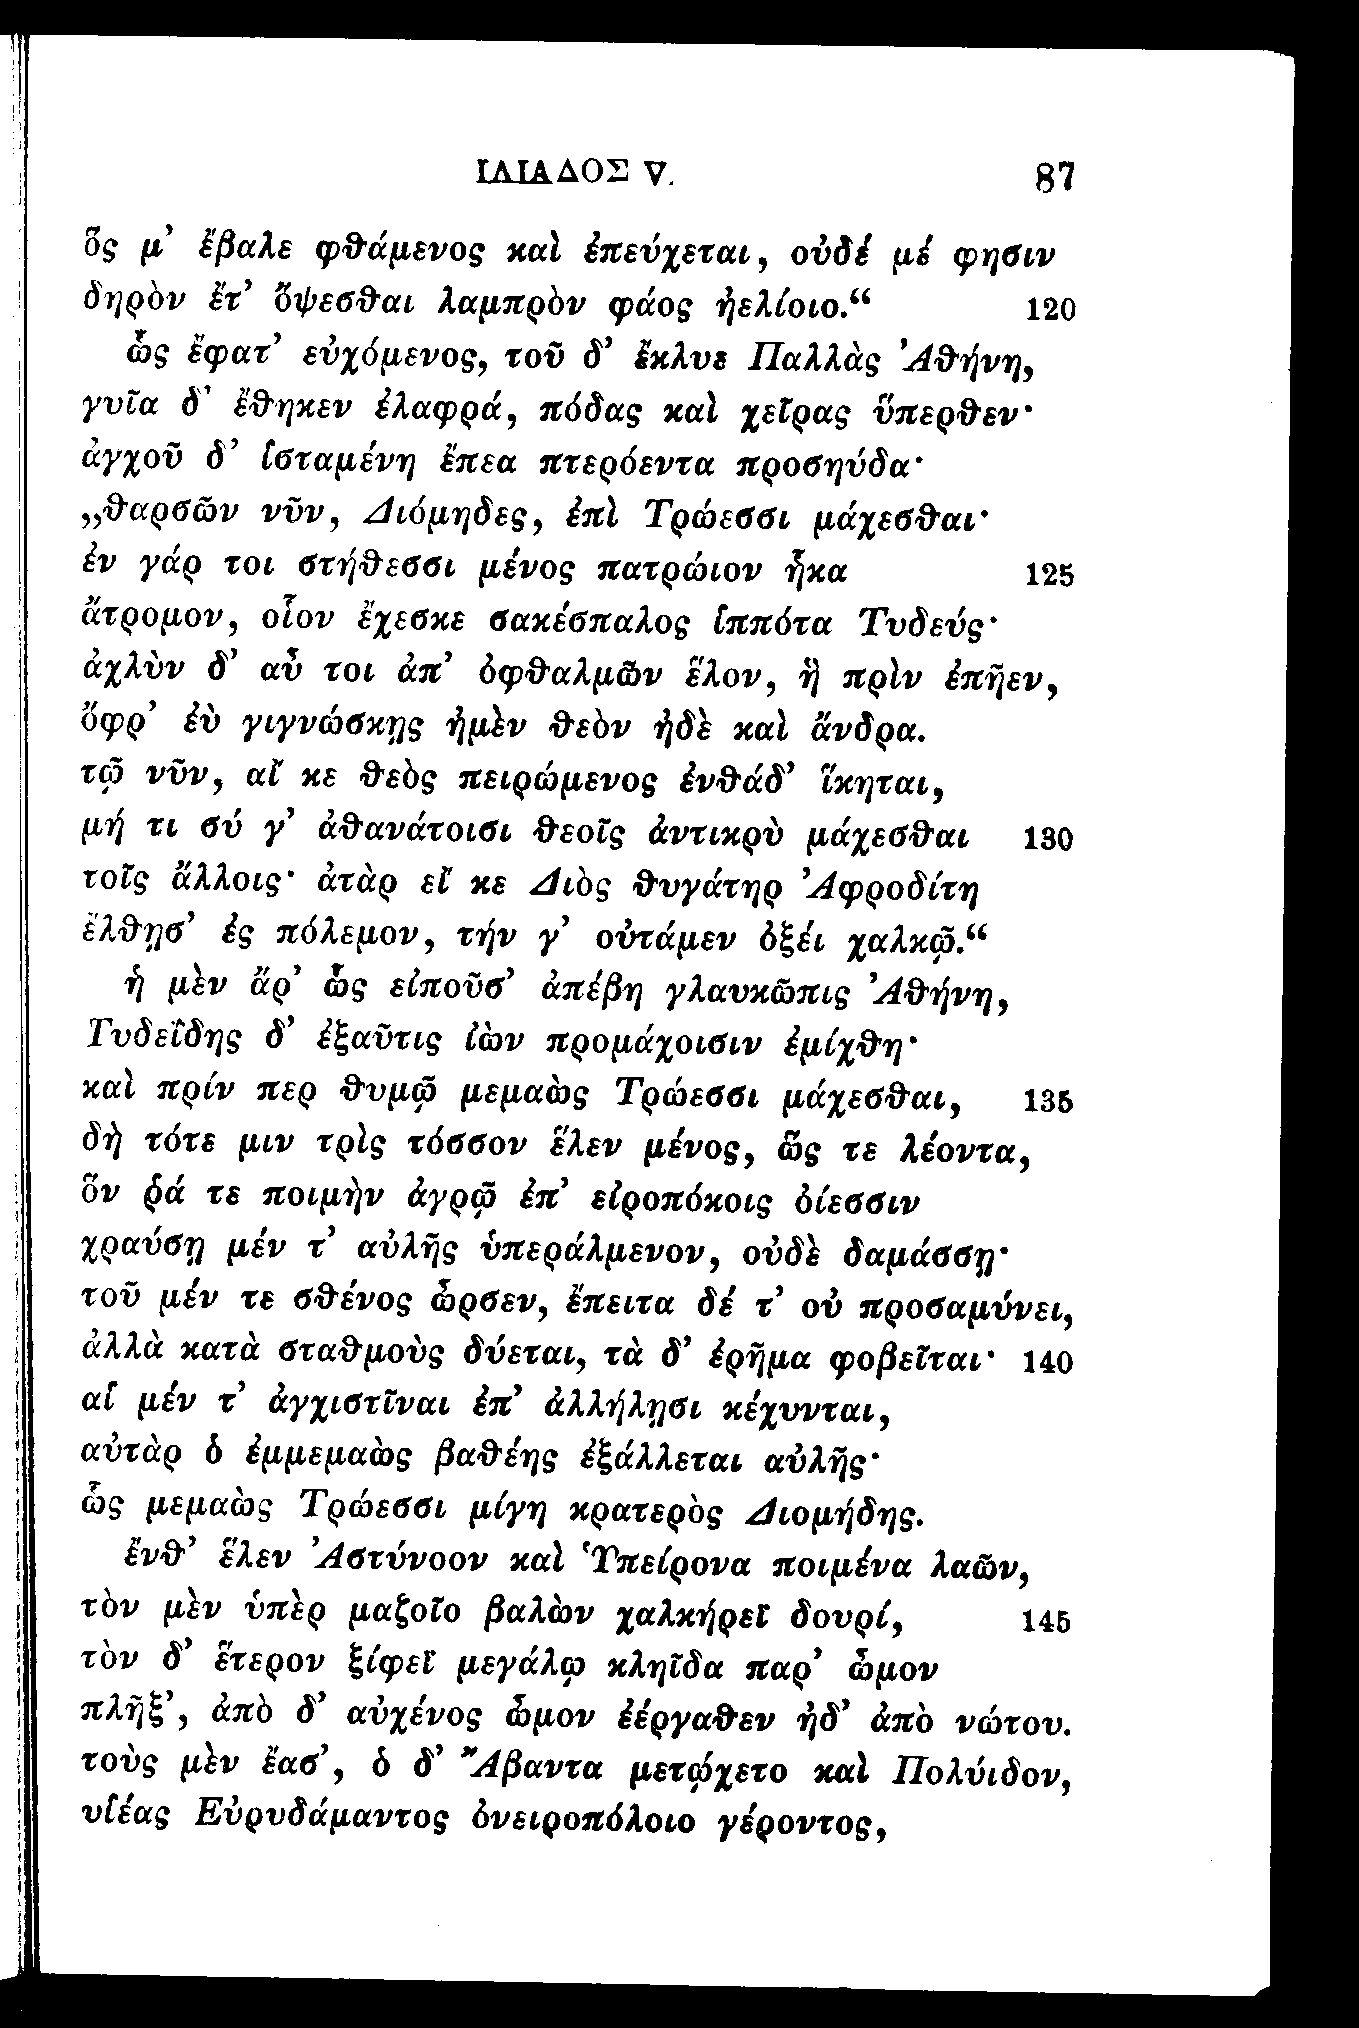 ΙΛΙΑΔΟΣ V. 87
ὅς μ’ ἔβαλε φθάμενος καὶ ἐπεύχεται, οὐδέ μέ φησιν
δηρὸν ἔτ’ ὄψεσθαι λαμπρὸν φάος ἠελίοιο.“ 120
ὣς ἔφατ’ εὐχόμενος, τοῦ δ’ ἔκλυε Παλλὰς Ἀθήνη,
γυῖα δ’ ἔθηκεν ἐλαφρά, πόδας καὶ χεῖρας ὕπερθεν·
ἀγχοῦ δ’ ἱσταμένη ἔπεα πτερόεντα προσηύδα·
„θαρσῶν νῦν, Διόμηδες, ἐπὶ Τρώεσσι μάχεσθαι·
ἐν γάρ τοι στήθεσσι μένος πατρώιον ἧκα 125
ἄτρομον, οἷον ἔχεσκε σακέσπαλος ἱππότα Τυδεύς·
ἀχλὺν δ’ αὖ τοι ἀπ’ ὀφθαλμῶν ἕλον, ἣ πρὶν ἐπῆεν,
ὄφρ’ ἐὺ γιγνώσκῃς ἠμὲν θεὸν ἠδὲ καὶ ἄνδρα.
τῷ νῦν, αἴ κε θεὸς πειρώμενος ἐνθάδ’ ἵκηται,
μή τι σύ γ’ ἀθανάτοισι θεοῖς ἀντικρὺ μάχεσθαι 130
τοῖς ἄλλοις· ἀτὰρ εἴ κε Διὸς θυγάτηρ Ἀφροδίτη
ἔλθῃσ’ ἐς πόλεμον, τήν γ’ οὐτάμεν ὀξέι χαλκῷ.“
ἡ μὲν ἄρ’ ὣς εἰποῦσ’ ἀπέβη γλαυκῶπις Ἀθήνη,
Τυδεΐδης δ’ ἐξαῦτις ἰὼν προμάχοισιν ἐμίχθη·
καὶ πρίν περ θυμῷ μεμαὼς Τρώεσσι μάχεσθαι, 135
δὴ τότε μιν τρὶς τόσσον ἕλεν μένος, ὥς τε λέοντα,
ὅν ῥά τε ποιμὴν ἀγρῷ ἐπ’ εἰροπόκοις ὀίεσσιν
χραύσῃ μέν τ’ αὐλῆς ὑπεράλμενον, οὐδὲ δαμάσσῃ·
τοῦ μέν τε σθένος ὦρσεν, ἔπειτα δέ τ’ οὐ προσαμύνει,
ἀλλὰ κατὰ σταθμοὺς δύεται, τὰ δ’ ἐρῆμα φοβεῖται· 140
αἱ μέν τ’ ἀγχιστῖναι ἐπ’ ἀλλήλῃσι κέχυνται,
αὐτὰρ ὁ ἐμμεμαὼς βαθέης ἐξάλλεται αὐλῆς·
ὣς μεμαὼς Τρώεσσι μίγη κρατερὸς Διομήδης.
ἔνθ’ ἕλεν Ἀστύνοον καὶ Ὑπείρονα ποιμένα λαῶν,
τὸν μὲν ὑπὲρ μαζοῖο βαλὼν χαλκήρεϊ δουρί, 145
τὸν δ’ ἕτερον ξίφεϊ μεγάλῳ κληῖδα παρ’ ὦμον
πλῆξ’, ἀπὸ δ’ αὐχένος ὦμον ἐέργαθεν ἠδ’ ἀπὸ νώτου.
τοὺς μὲν ἔασ’, ὁ δ’ Ἄβαντα μετῴχετο καὶ Πολύιδον,
υἱέας Εὐρυδάμαντος ὀνειροπόλοιο γέροντος,